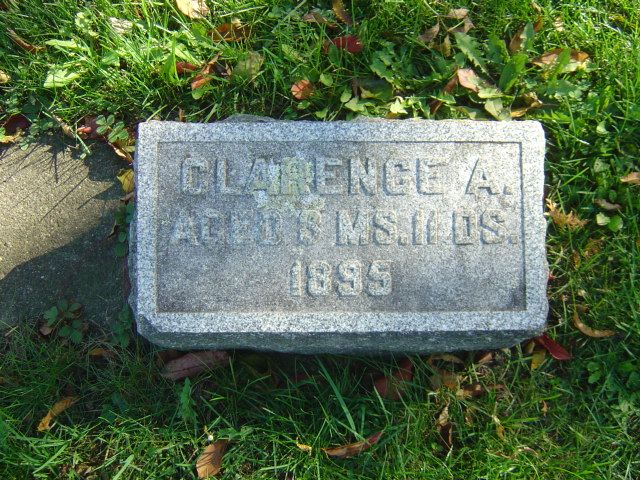 CLARENCE A.
AGED 8 MS. 11 DS.
1895